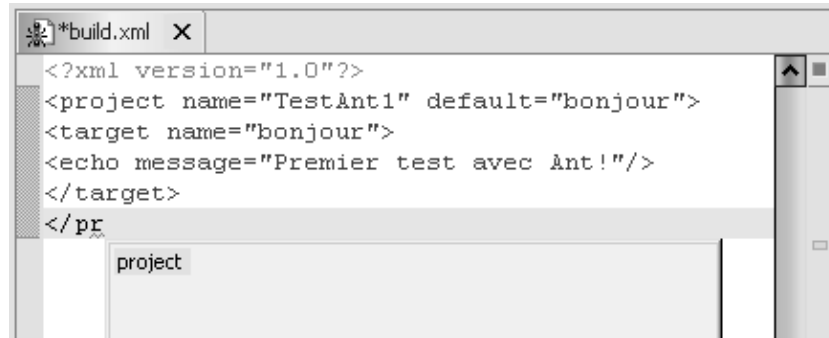 *build.xml X
<?xml version="1.0"?>
<project name="TestAnt1" default="bonjour">
<target name="bonjour">
<echo message="Premier test avec Ant!"/>
</target>
</pr
project